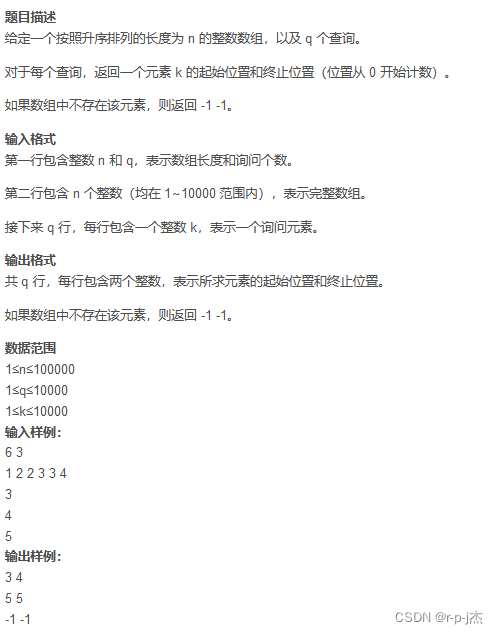 题目描述
给定一个按照升序排列的长度为 n 的整数数组，以及 q 个查询。
对于每个查询，返回一个元素 k 的起始位置和终止位置（位置从 0 开始计数）。
如果数组中不存在该元素，则返回 -1 -1。
输入格式
第一行包含整数 n 和 q，表示数组长度和询问个数。
第二行包含 n 个整数（均在 1~10000 范围内），表示完整数组。
接下来 q 行，每行包含一个整数 k，表示一个询问元素。
输出格式
共 q 行，每行包含两个整数，表示所求元素的起始位置和终止位置。
如果数组中不存在该元素，则返回 -1 -1。
数据范围
1≤n≤100000
1≤q≤10000
1≤k≤10000
输入样例：
6 3
1 2 2 3 3 4
3
4
5
输出样例：
3 4
5 5
-1 -1
CSDN @r-p-j杰